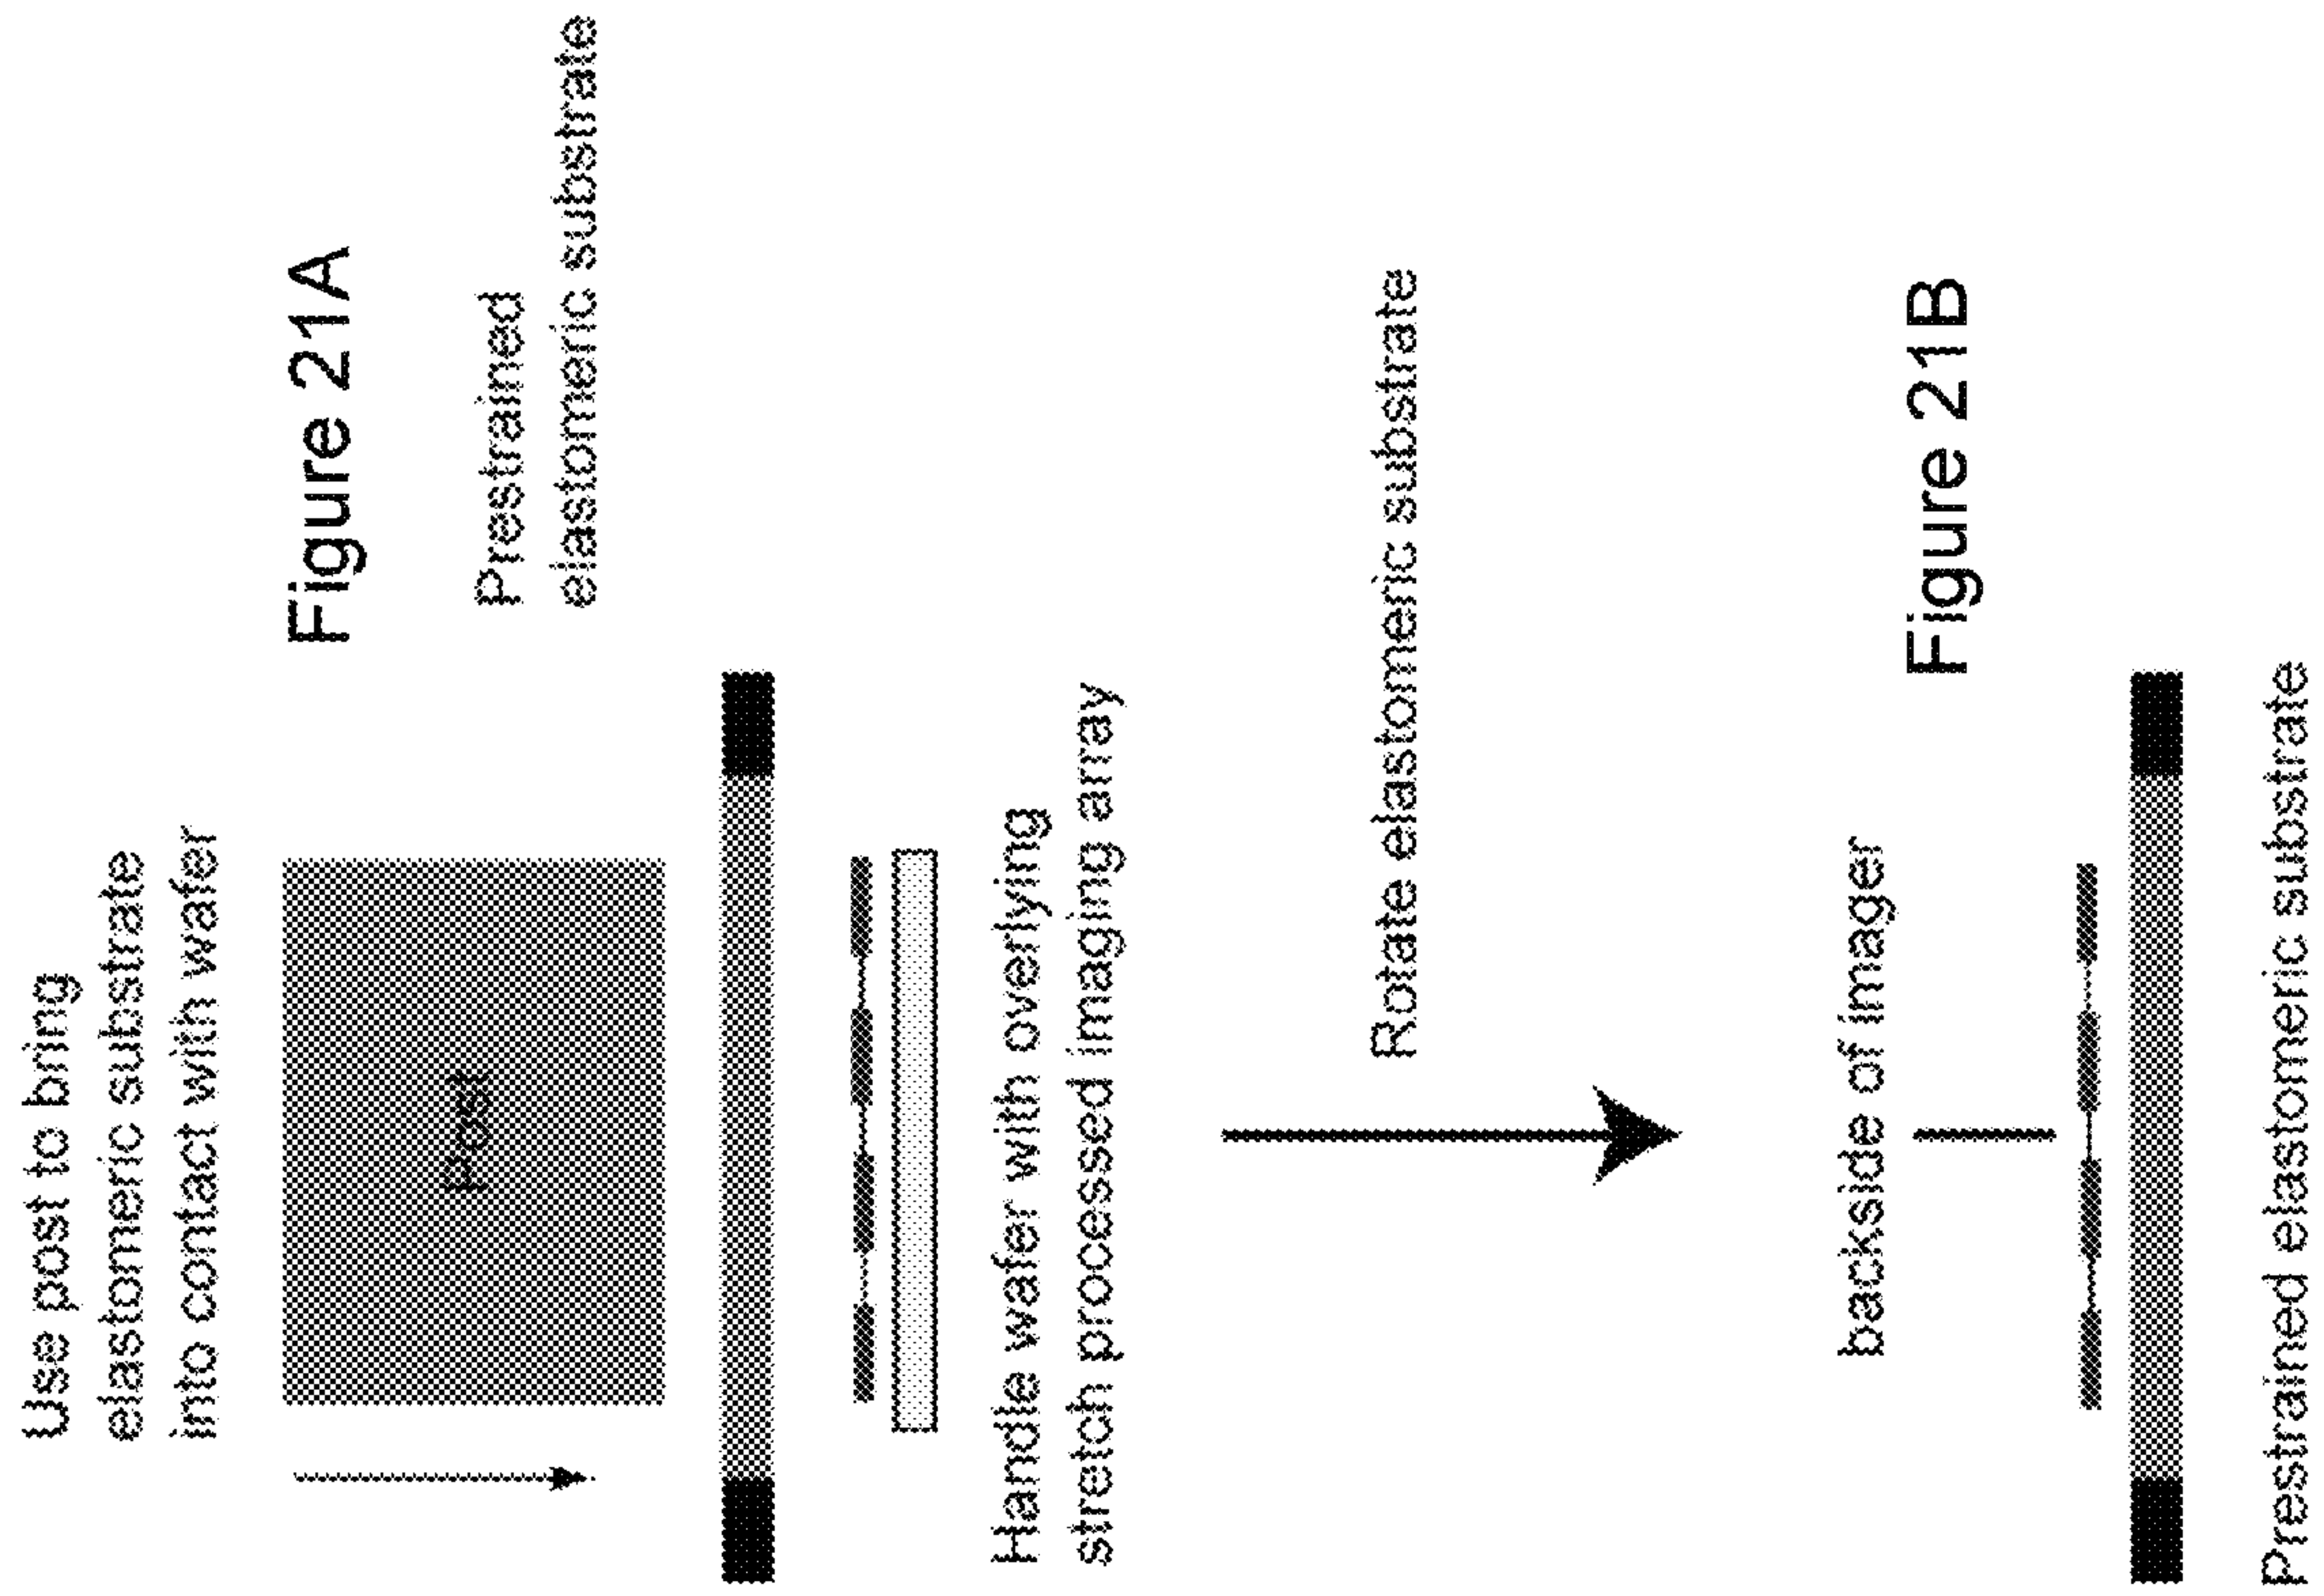 Use post to bring
elastomeric substrate
into contact with wafer
Figure 21A
Post
Prestrained
elastomeric substrate
Handle wafer with overlying
stretch processed imaging array
Rotate elastomeric substrate
backside of imager
Figure 21B
Prestrained elastomeric substrate